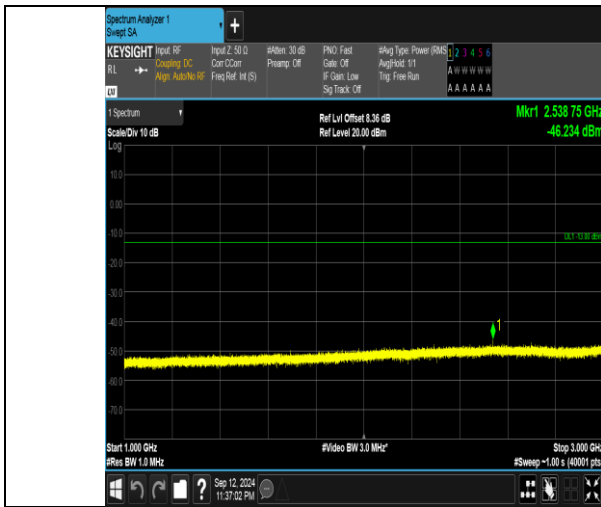 Spectrum Analyzer 1
Swept SA
KEYSIGHT Input: RF Input Z: 50 Ω #Atten: 30 dB PNO: Fast #Avg Type: Power (RMS 1 2 3 4 5 6
RL Coupling: DC Corr CCorr Preamp: Off Gate: Off Avg|Hold: 1/1 A W W W W W
Align: Auto/No RF Freq Ref: Int (S) IF Gain: Low Trig: Free Run
Sig Track: Off A A A A A A
LXI
1 Spectrum Ref Lvl Offset 8.36 dB Mkr1 2.538 75 GHz
Scale/Div 10 dB Ref Level 20.00 dBm -46.234 dBm
Log
10.0
0.00
-10.0
DL1 -13.00 dBm
-20.0
-30.0
-40.0
1
-50.0
-60.0
-70.0
Start 1.000 GHz #Video BW 3.0 MHz* Stop 3.000 GHz
#Res BW 1.0 MHz #Sweep ~1.00 s (40001 pts)
? Sep 12, 2024
11:37:02 PM